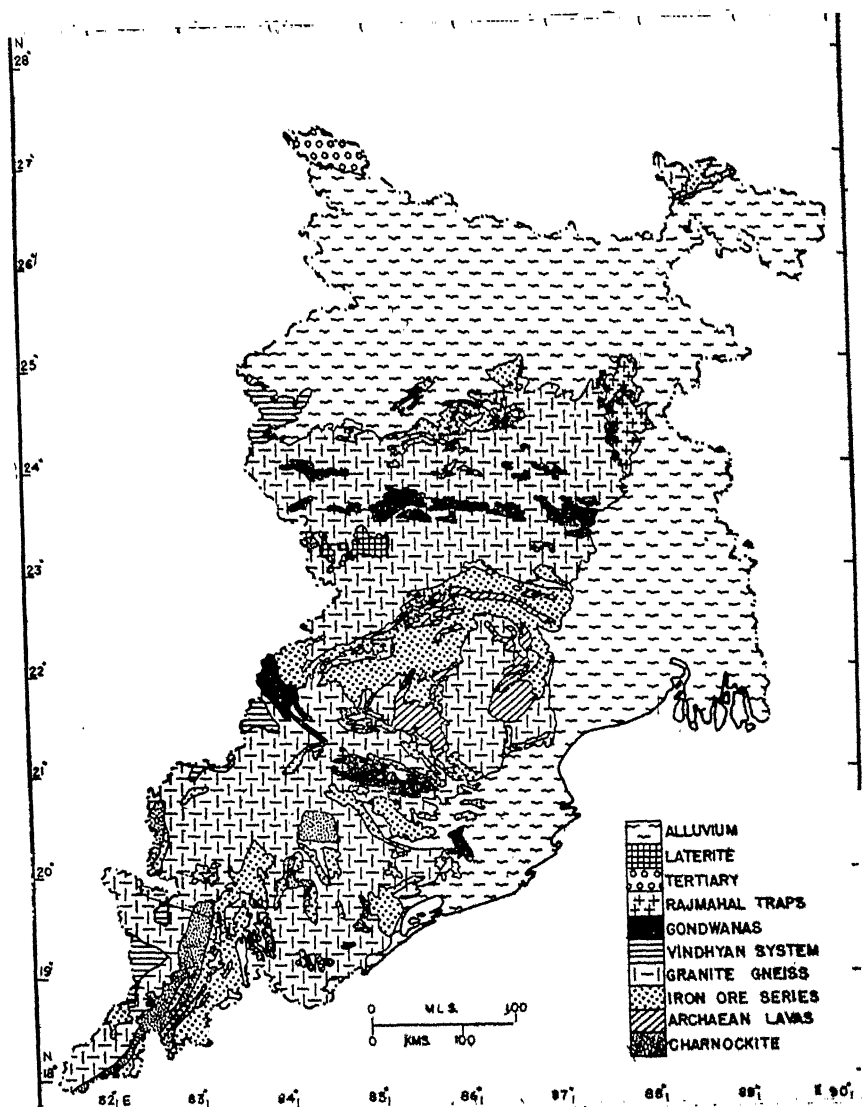 N
28°
27°
26°
25°
24°
23°
22°
21°
20°
19°
N
18°
82°E 83° 84° 85° 86° 87° 88° 89° E 90°
0 MLS. 100
0 KMS. 100
ALLUVIUM
LATERITE
TERTIARY
RAJMAHAL TRAPS
GONDWANAS
VINDHYAN SYSTEM
GRANITE GNEISS
IRON ORE SERIES
ARCHAEAN LAVAS
CHARNOCKITE